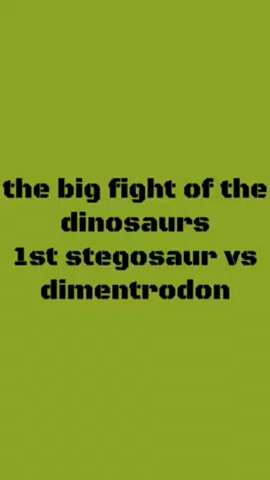 the big fight of the
dinosaurs
1st stegosaur vs
dimentrodon